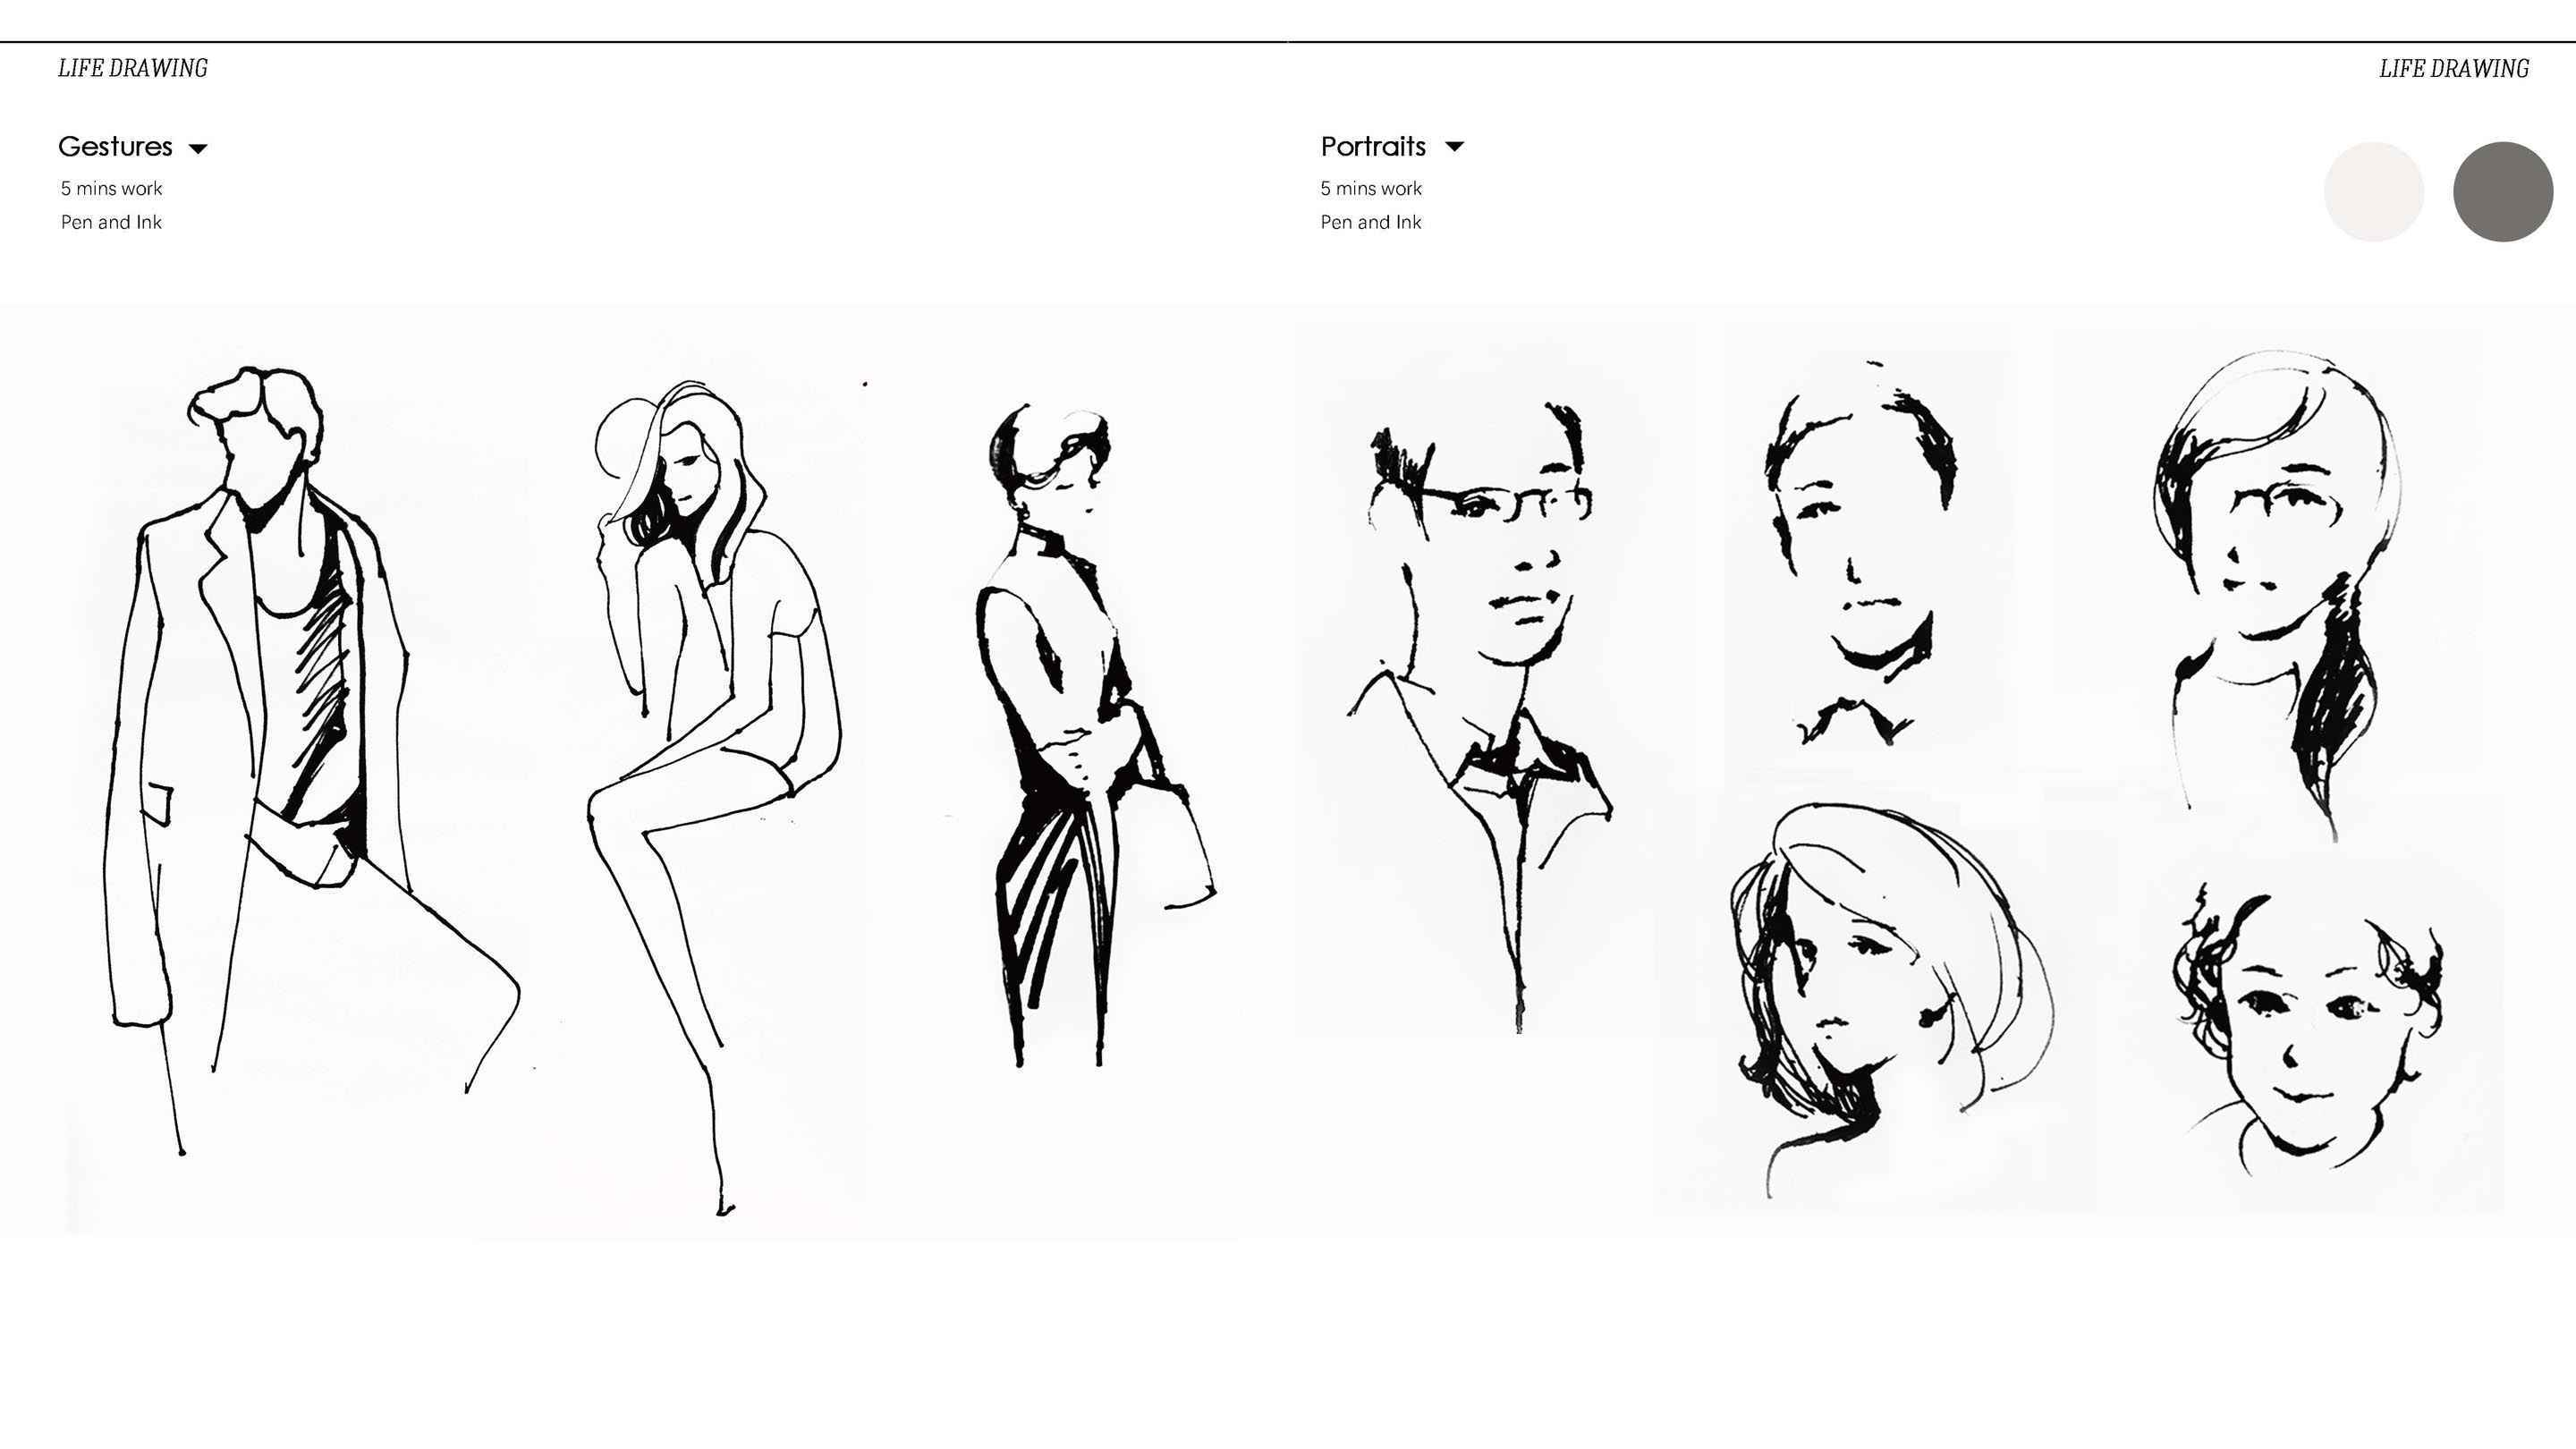 LIFE DRAWING
LIFE DRAWING
Gestures
5 mins work
Pen and Ink
Portraits
5 mins work
Pen and Ink